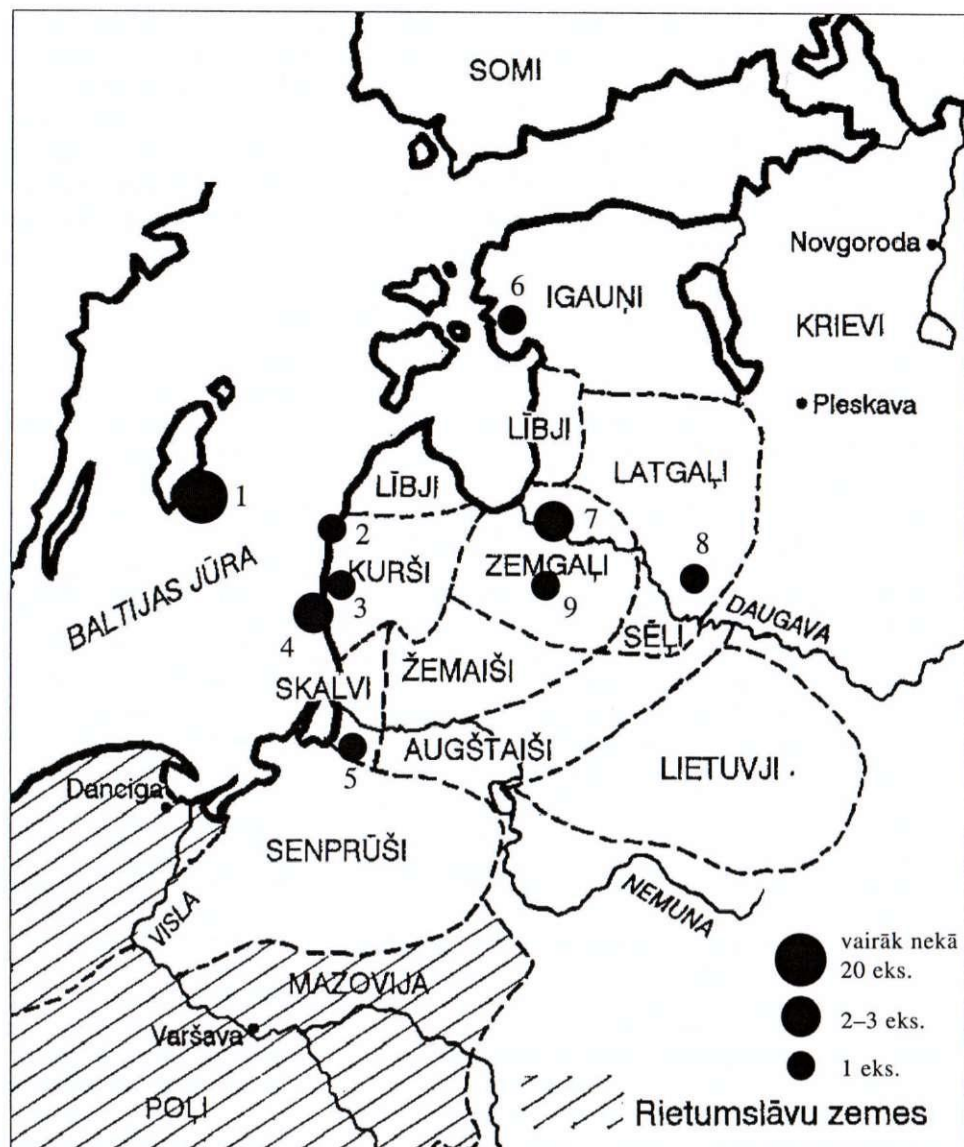 SOMI
Novgoroda
6
IGAUŅI
KRIEVI
Pleskava
LĪBJI
LATGAĻI
LĪBJI
1
2
7
8
BALTIJAS JŪRA
KURŠI
ZEMGAĻI
3
9
4
SĒĻI
DAUGAVA
ŽEMAIŠI
SKALVI
AUGŠTAIŠI
LIETUVJI
5
Danciga
SENPRŪŠI
NEMUNA
VISLA
vairāk nekā
20 eks.
MAZOVIJA
2–3 eks.
Varšava
1 eks.
POĻI
Rietumslāvu zemes